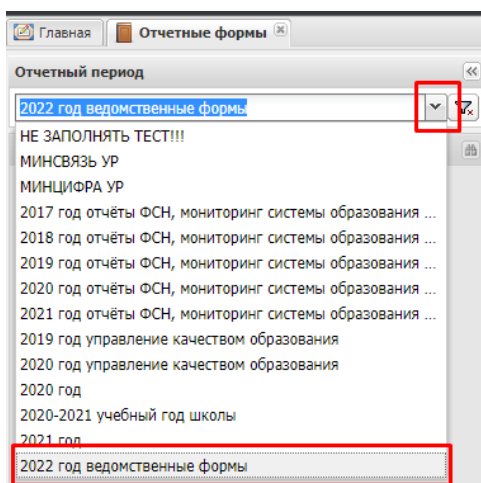 Главная
Отчетные формы
Отчетный период
2022 год ведомственные формы
НЕ ЗАПОЛНЯТЬ ТЕСТ!!!
МИНСВЯЗЬ УР
МИНЦИФРА УР
2017 год отчёты ФСН, мониторинг системы образования ...
2018 год отчёты ФСН, мониторинг системы образования ...
2019 год отчёты ФСН, мониторинг системы образования ...
2020 год отчёты ФСН, мониторинг системы образования ...
2021 год отчёты ФСН, мониторинг системы образования ...
2019 год управление качеством образования
2020 год управление качеством образования
2020 год
2020-2021 учебный год школы
2021 год
2022 год ведомственные формы